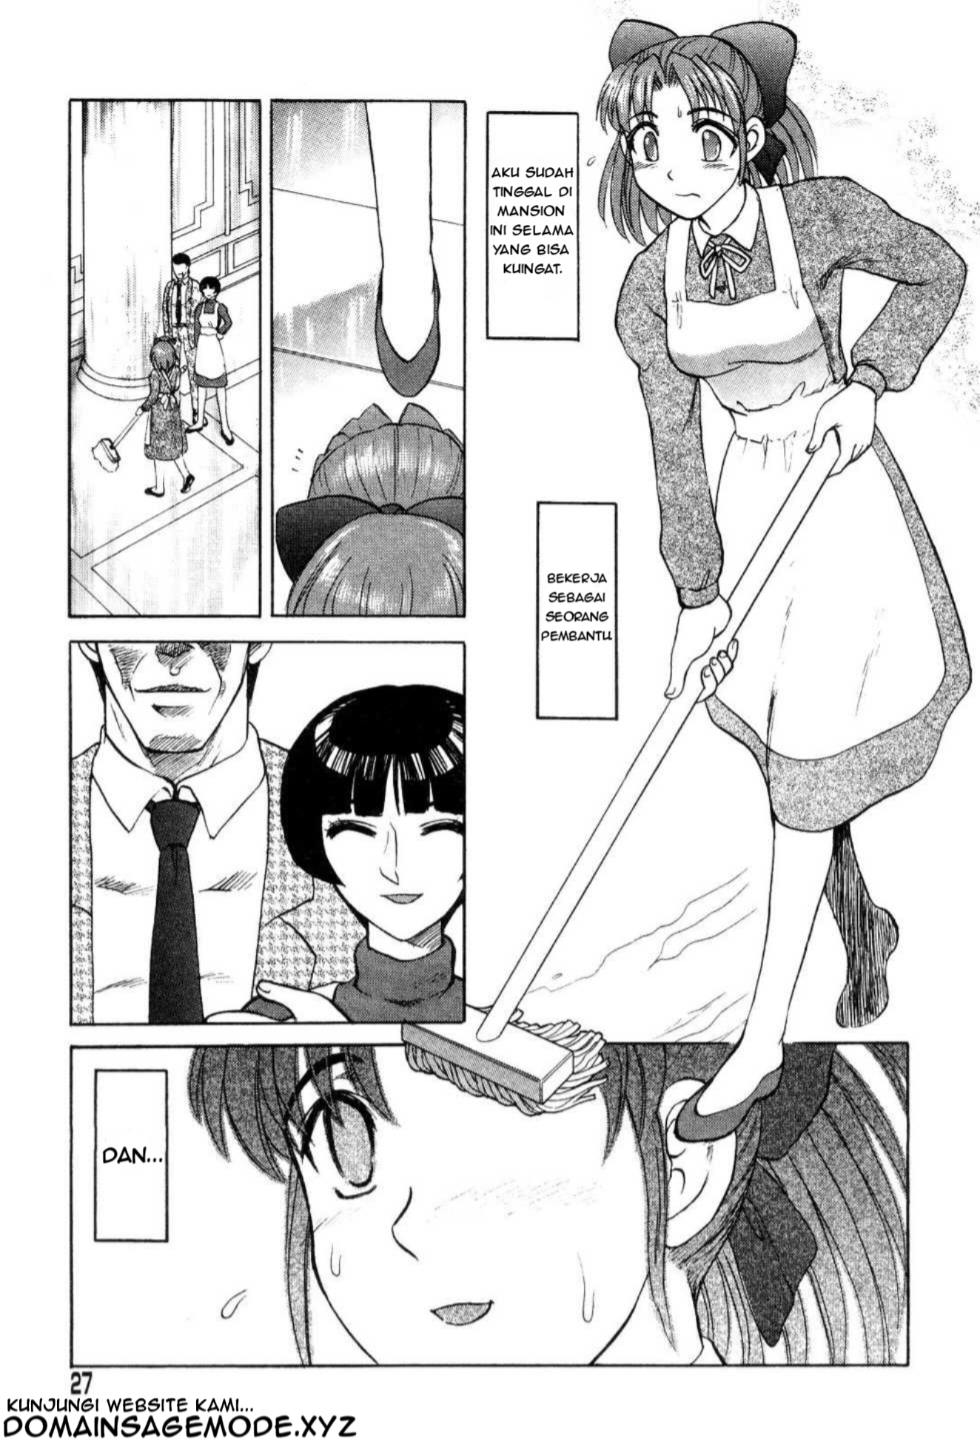 AKU SUDAH
TINGGAL DI
MANSION
INI SELAMA
YANG BISA
KUINGAT.
BEKERJA
SEBAGAI
SEORANG
PEMBANTU.
DAN...
27
KUNJUNGI WEBSITE KAMI...
DOMAINSAGEMODE.XYZ